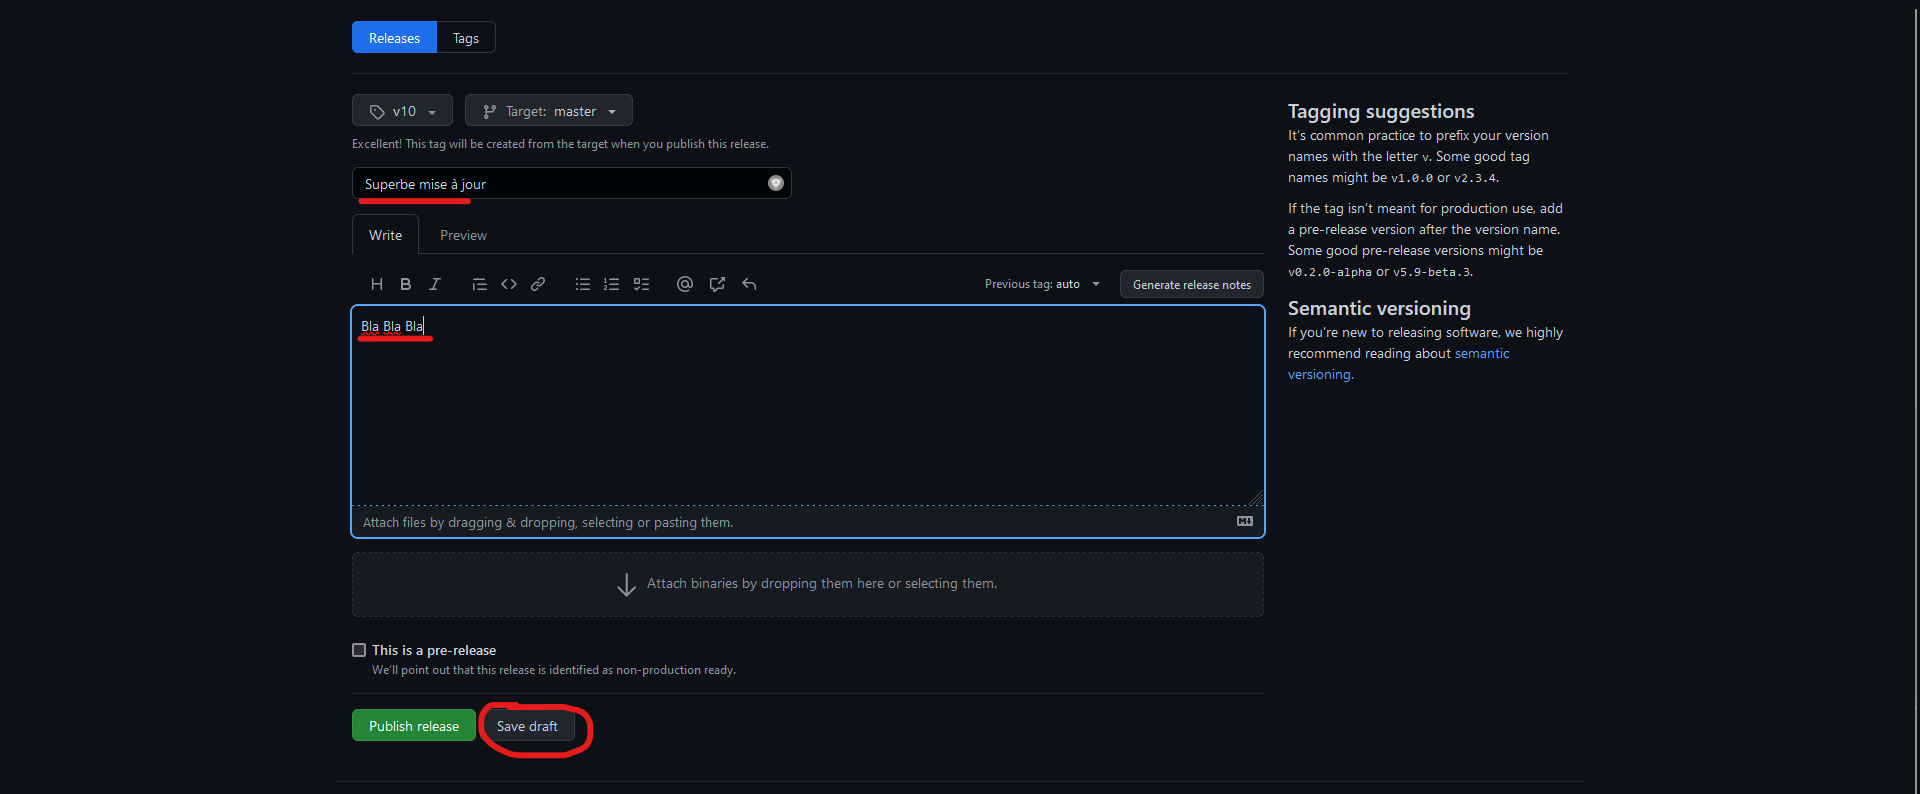 Releases
Tags
v10
Target: master
Excellent! This tag will be created from the target when you publish this release.
Superbe mise à jour
Write
Preview
H B I
Previous tag: auto
Generate release notes
Bla Bla Bla
Attach files by dragging & dropping, selecting or pasting them.
Attach binaries by dropping them here or selecting them.
This is a pre-release
We'll point out that this release is identified as non-production ready.
Publish release
Save draft
Tagging suggestions
It's common practice to prefix your version
names with the letter v. Some good tag
names might be v1.0.0 or v2.3.4.
If the tag isn't meant for production use, add
a pre-release version after the version name.
Some good pre-release versions might be
v0.2.0-alpha or v5.9-beta.3.
Semantic versioning
If you're new to releasing software, we highly
recommend reading about semantic
versioning.